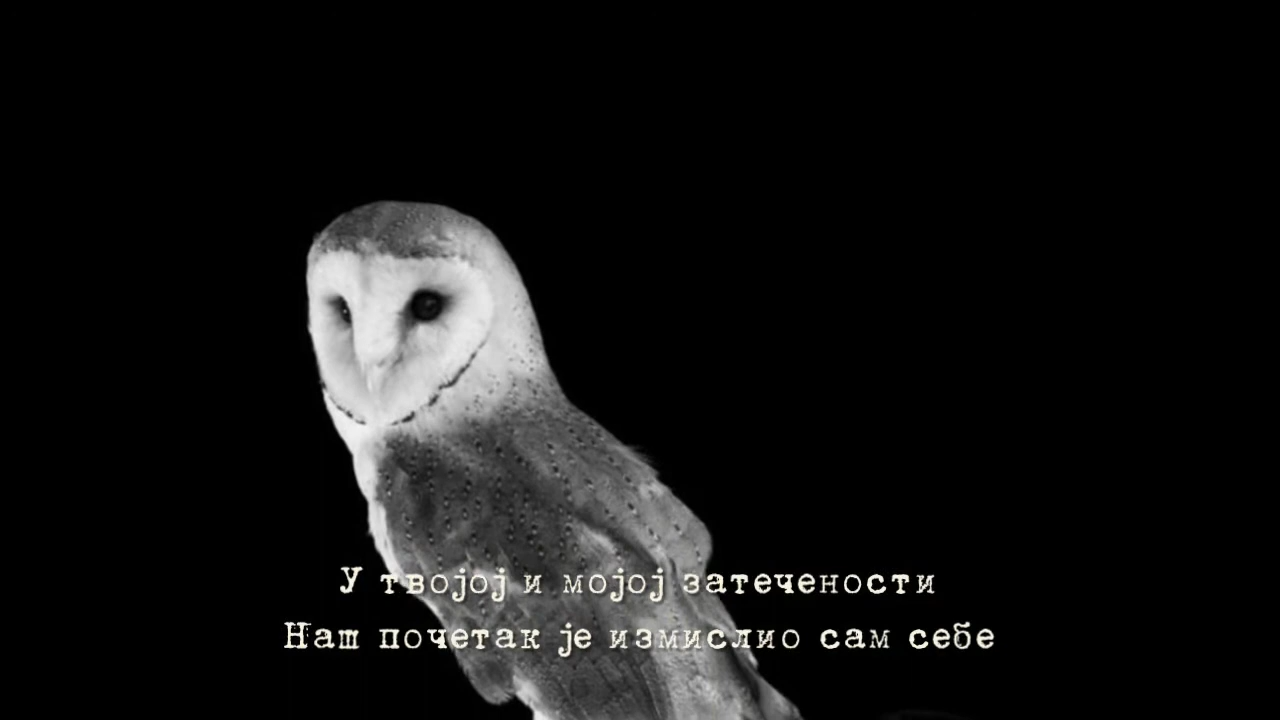 У твојој и мојој затечености
Наш почетак је измислио сам себе